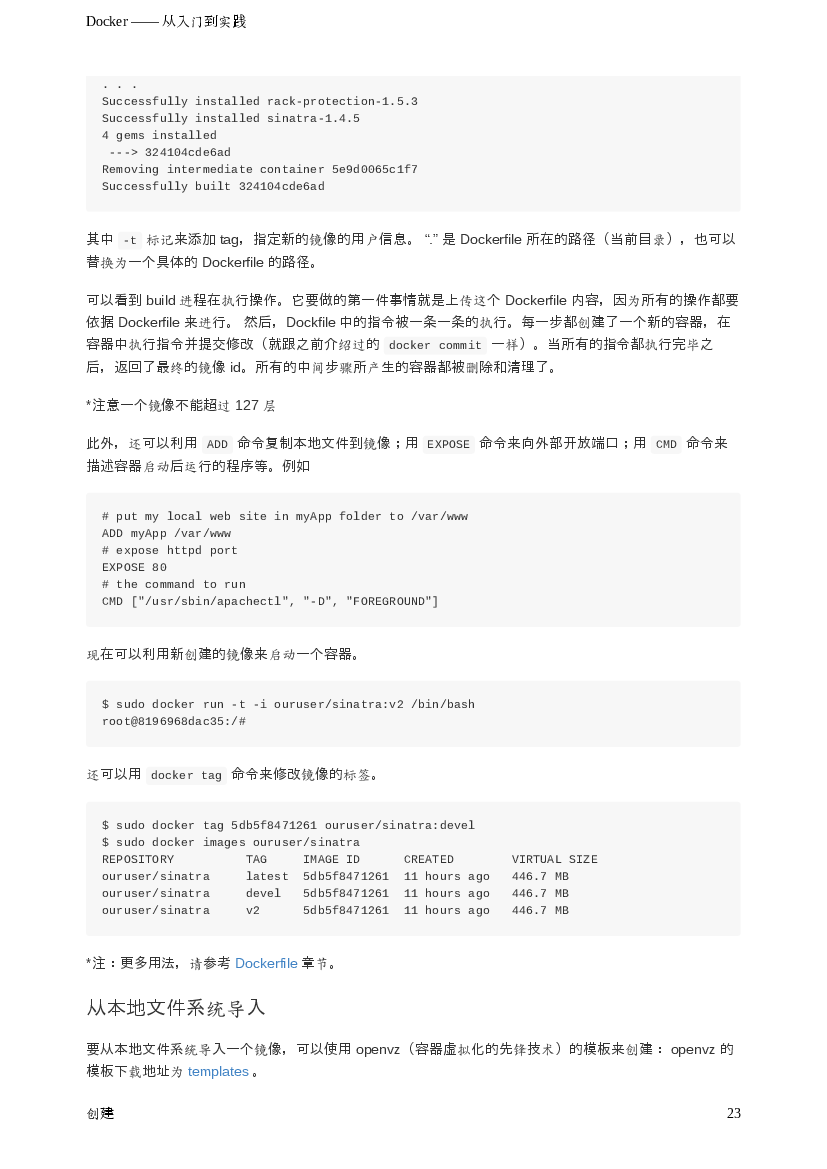 Docker —— 从入门到实践
. . .
Successfully installed rack-protection-1.5.3
Successfully installed sinatra-1.4.5
4 gems installed
 ---> 324104cde6ad
Removing intermediate container 5e9d0065c1f7
Successfully built 324104cde6ad
其中 -t 标记来添加 tag，指定新的镜像的用户信息。 “.” 是 Dockerfile 所在的路径（当前目录），也可以
替换为一个具体的 Dockerfile 的路径。
可以看到 build 进程在执行操作。它要做的第一件事情就是上传这个 Dockerfile 内容，因为所有的操作都要
依据 Dockerfile 来进行。 然后，Dockfile 中的指令被一条一条的执行。每一步都创建了一个新的容器，在
容器中执行指令并提交修改（就跟之前介绍过的 docker commit 一样）。当所有的指令都执行完毕之
后，返回了最终的镜像 id。所有的中间步骤所产生的容器都被删除和清理了。
*注意一个镜像不能超过 127 层
此外，还可以利用 ADD 命令复制本地文件到镜像；用 EXPOSE 命令来向外部开放端口；用 CMD 命令来
描述容器启动后运行的程序等。例如
# put my local web site in myApp folder to /var/www
ADD myApp /var/www
# expose httpd port
EXPOSE 80
# the command to run
CMD ["/usr/sbin/apachectl", "-D", "FOREGROUND"]
现在可以利用新创建的镜像来启动一个容器。
$ sudo docker run -t -i ouruser/sinatra:v2 /bin/bash
root@8196968dac35:/#
还可以用 docker tag 命令来修改镜像的标签。
$ sudo docker tag 5db5f8471261 ouruser/sinatra:devel
$ sudo docker images ouruser/sinatra
REPOSITORY          TAG     IMAGE ID      CREATED        VIRTUAL SIZE
ouruser/sinatra     latest  5db5f8471261  11 hours ago   446.7 MB
ouruser/sinatra     devel   5db5f8471261  11 hours ago   446.7 MB
ouruser/sinatra     v2      5db5f8471261  11 hours ago   446.7 MB
*注：更多用法，请参考 Dockerfile 章节。
从本地文件系统导入
要从本地文件系统导入一个镜像，可以使用 openvz（容器虚拟化的先锋技术）的模板来创建： openvz 的
模板下载地址为 templates 。
创建 23